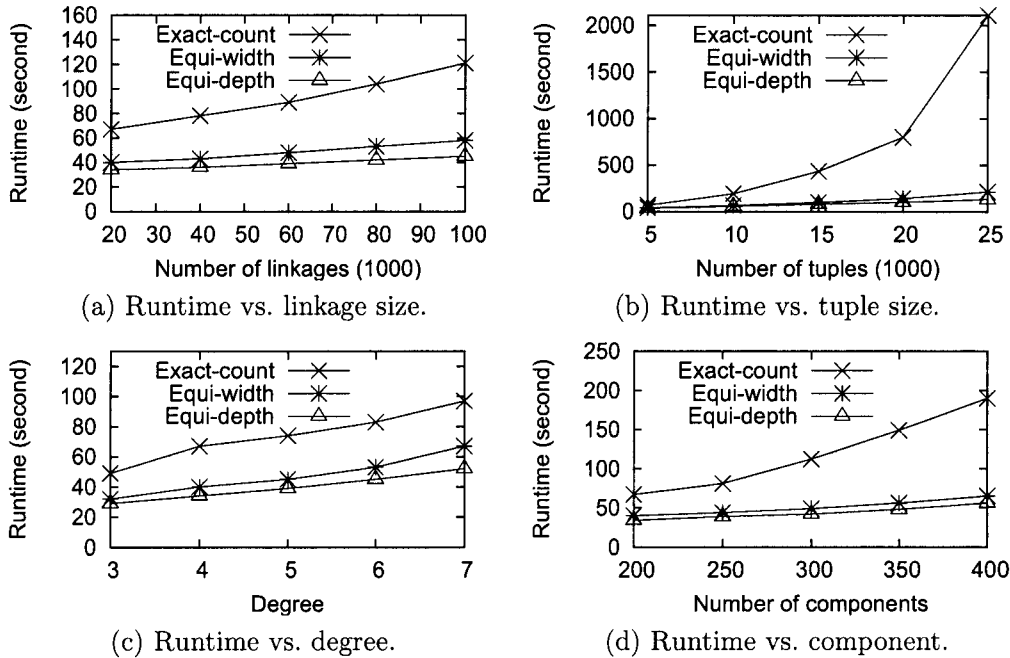 160
140
120
100
80
60
40
20
0
Runtime (second)
Exact-count
Equi-width
Equi-depth
20 30 40 50 60 70 80 90 100
Number of linkages (1000)
(a) Runtime vs. linkage size.
2000
1500
1000
500
0
Runtime (second)
Exact-count
Equi-width
Equi-depth
5 10 15 20 25
Number of tuples (1000)
(b) Runtime vs. tuple size.
120
100
80
60
40
20
0
Runtime (second)
Exact-count
Equi-width
Equi-depth
3 4 5 6 7
Degree
(c) Runtime vs. degree.
250
200
150
100
50
0
Runtime (second)
Exact-count
Equi-width
Equi-depth
200 250 300 350 400
Number of components
(d) Runtime vs. component.